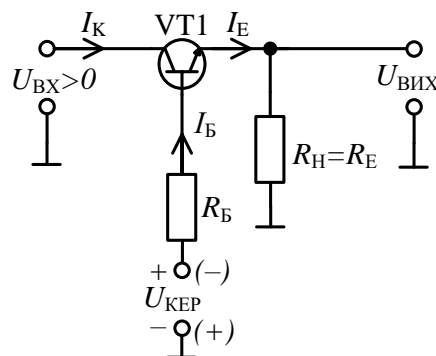 I_К VT1 I_Е
U_ВХ>0 U_ВИХ
I_Б
R_Н=R_Е
R_Б
+ (–)
U_КЕР
– (+)